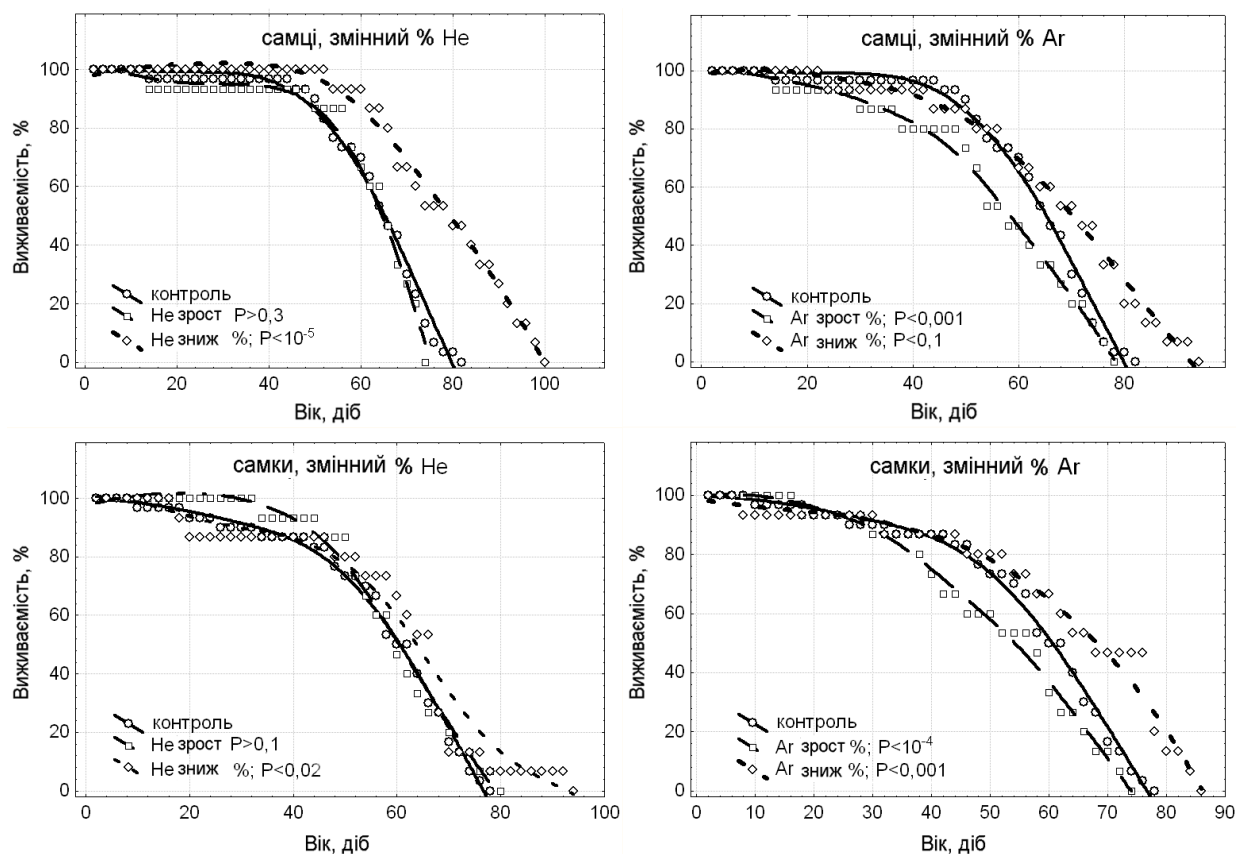 самці, змінний % He
Виживаємість, %
100
80
60
40
20
0
контроль
He зрост P>0,3
He зниж %; P<10-5
0 20 40 60 80 100
Вік, діб
самці, змінний % Ar
Виживаємість, %
100
80
60
40
20
0
контроль
Ar зрост %; P<0,001
Ar зниж %; P<0,1
0 20 40 60 80
Вік, діб
самки, змінний % He
Виживаємість, %
100
80
60
40
20
0
контроль
He зрост P>0,1
He зниж %; P<0,02
0 20 40 60 80 100
Вік, діб
самки, змінний % Ar
Виживаємість, %
100
80
60
40
20
0
контроль
Ar зрост %; P<10-4
Ar зниж %; P<0,001
0 10 20 30 40 50 60 70 80 90
Вік, діб